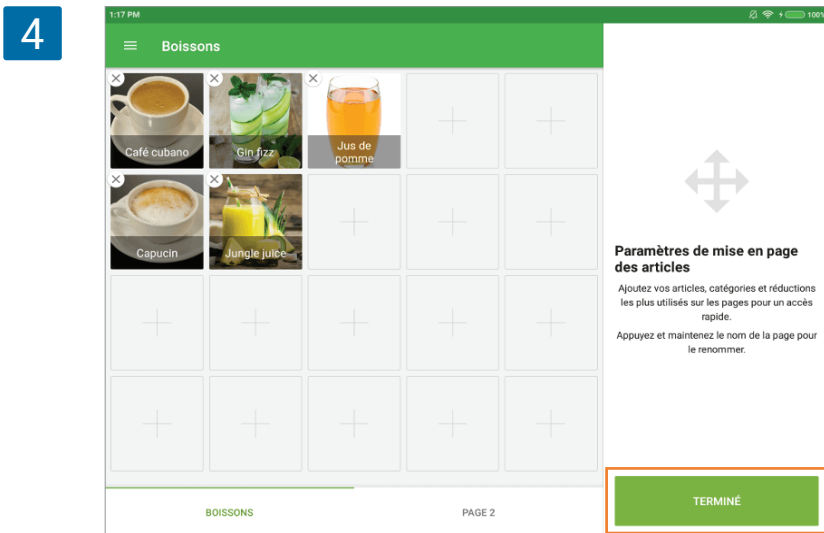 4
1:17 PM
100%
Boissons
Café cubano
Gin fizz
Jus de
pomme
Capucin
Jungle juice
Paramètres de mise en page
des articles
Ajoutez vos articles, catégories et réductions
les plus utilisés sur les pages pour un accès
rapide.
Appuyez et maintenez le nom de la page pour
le renommer.
BOISSONS
PAGE 2
TERMINÉ